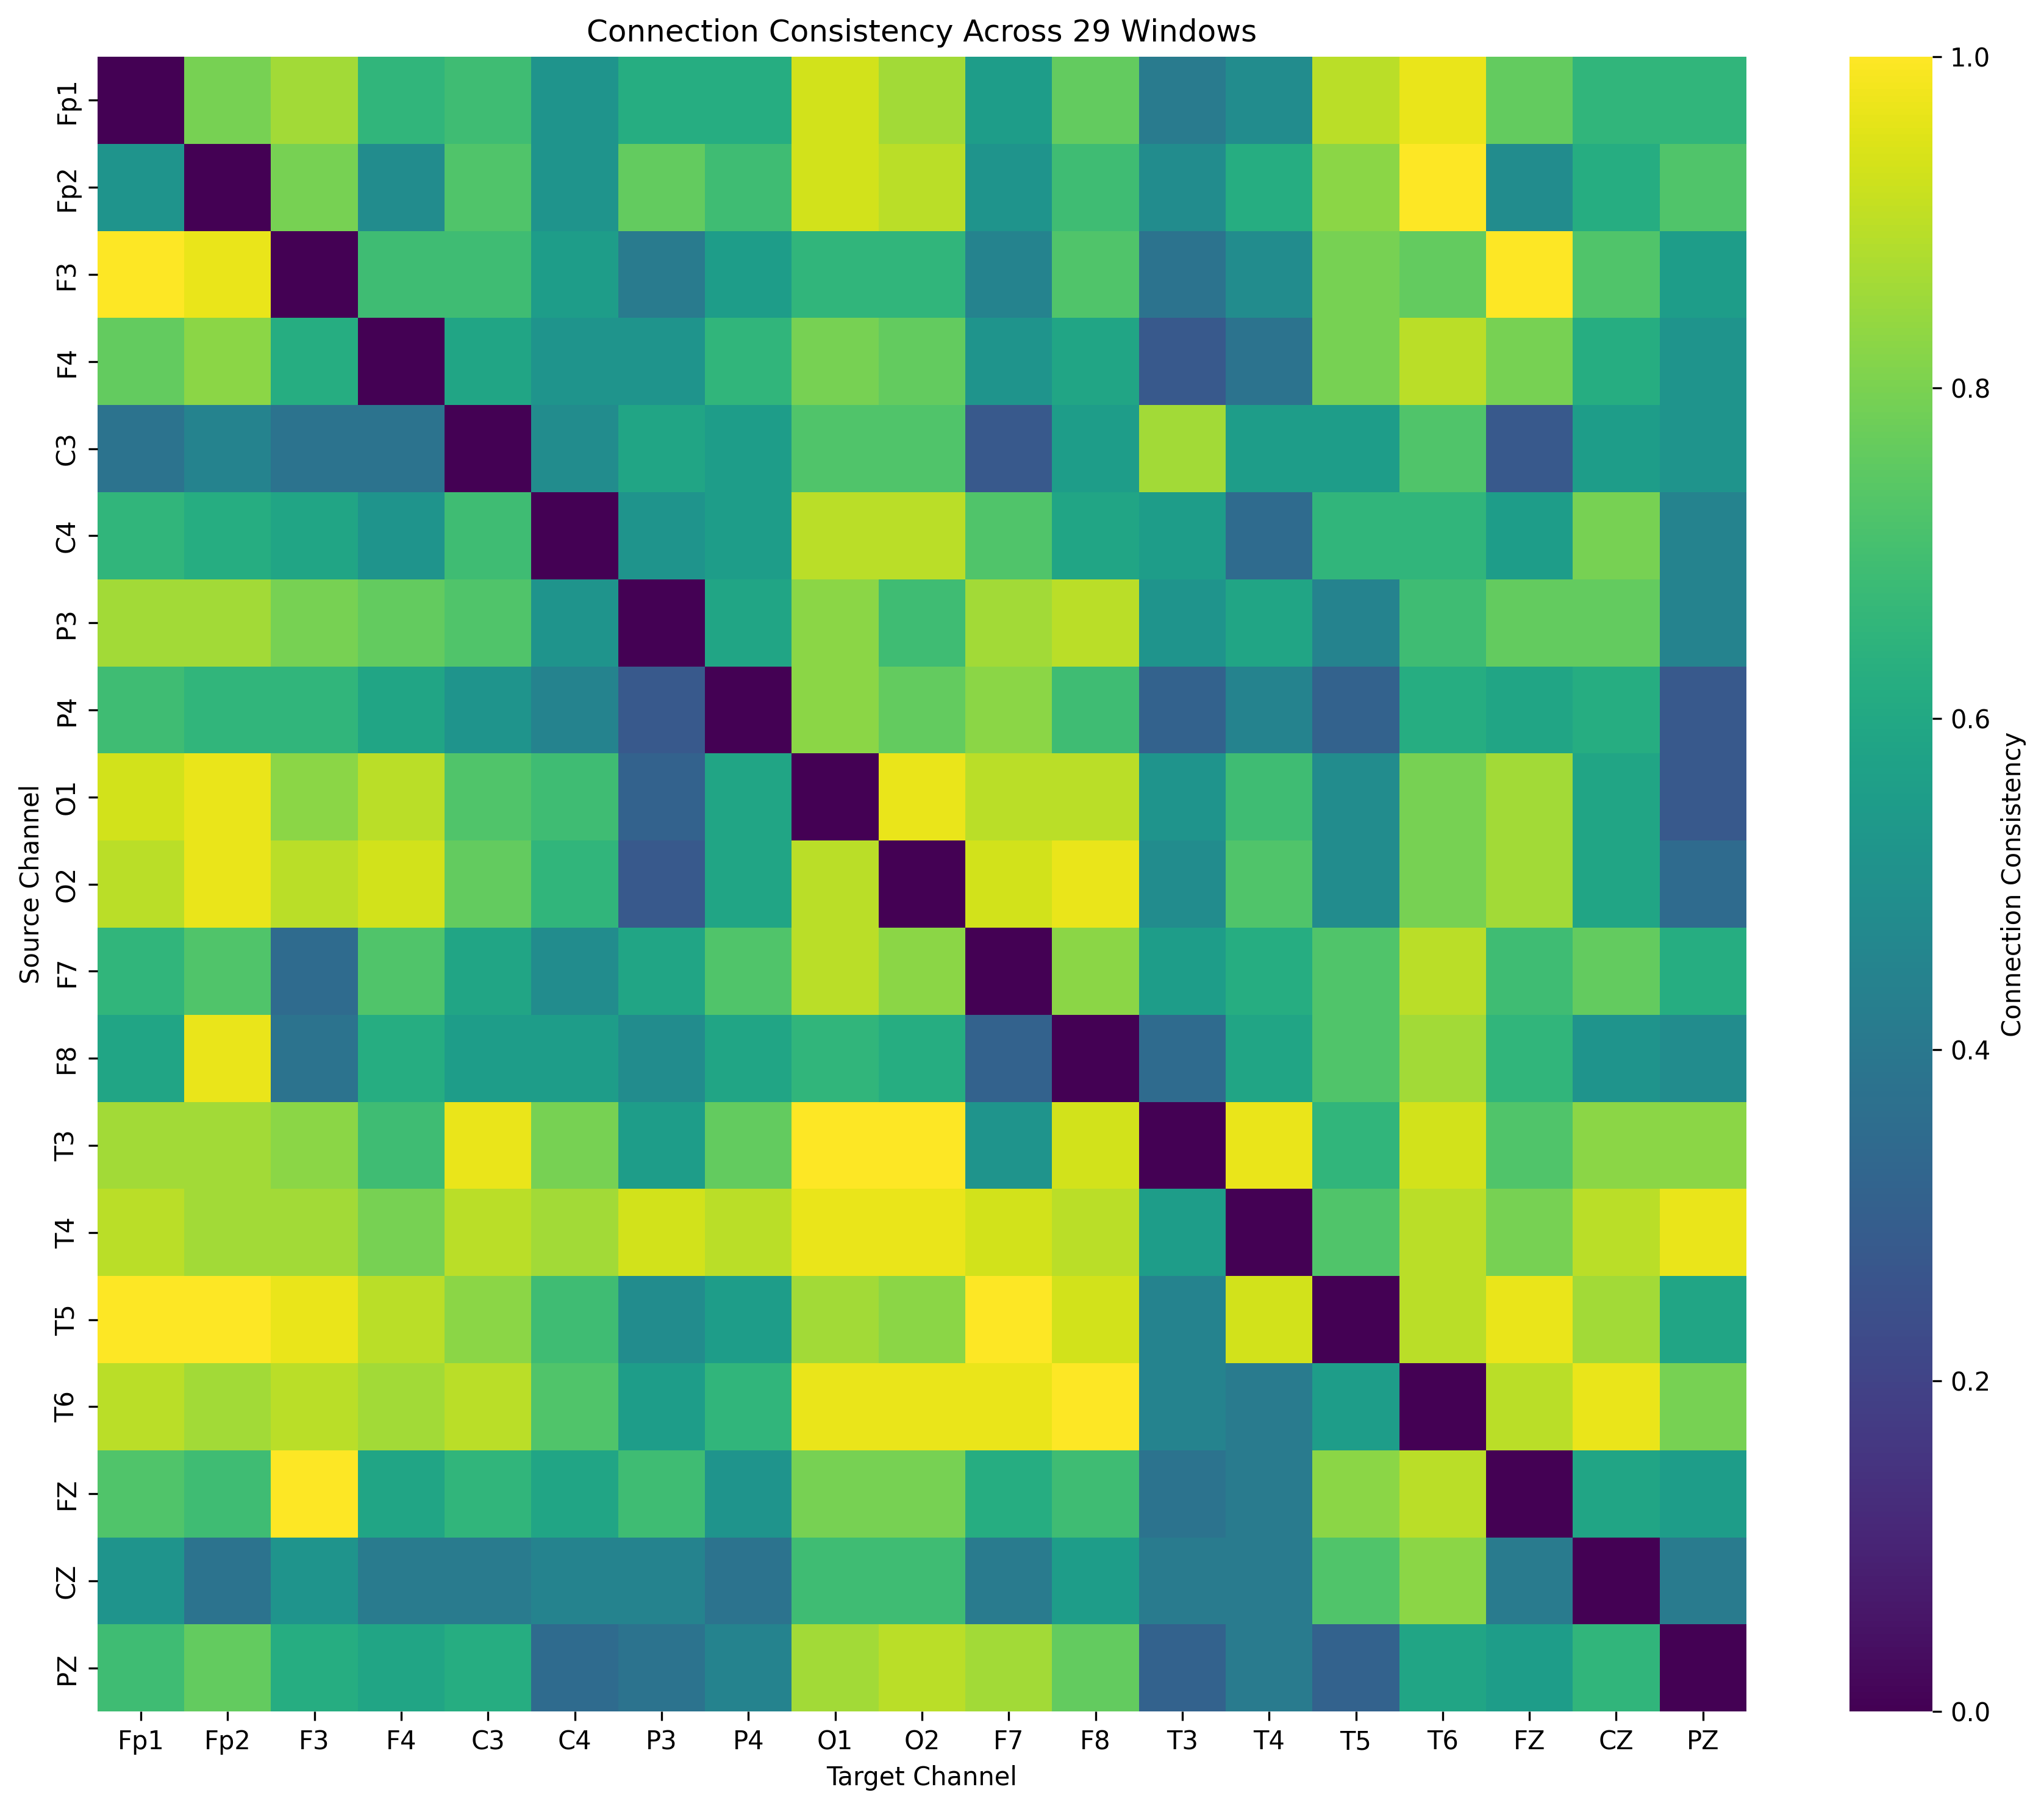 Connection Consistency Across 29 Windows
Source Channel
Fp1
Fp2
F3
F4
C3
C4
P3
P4
O1
O2
F7
F8
T3
T4
T5
T6
FZ
CZ
PZ
Fp1 Fp2 F3 F4 C3 C4 P3 P4 O1 O2 F7 F8 T3 T4 T5 T6 FZ CZ PZ
Target Channel
1.0
0.8
0.6
0.4
0.2
0.0
Connection Consistency